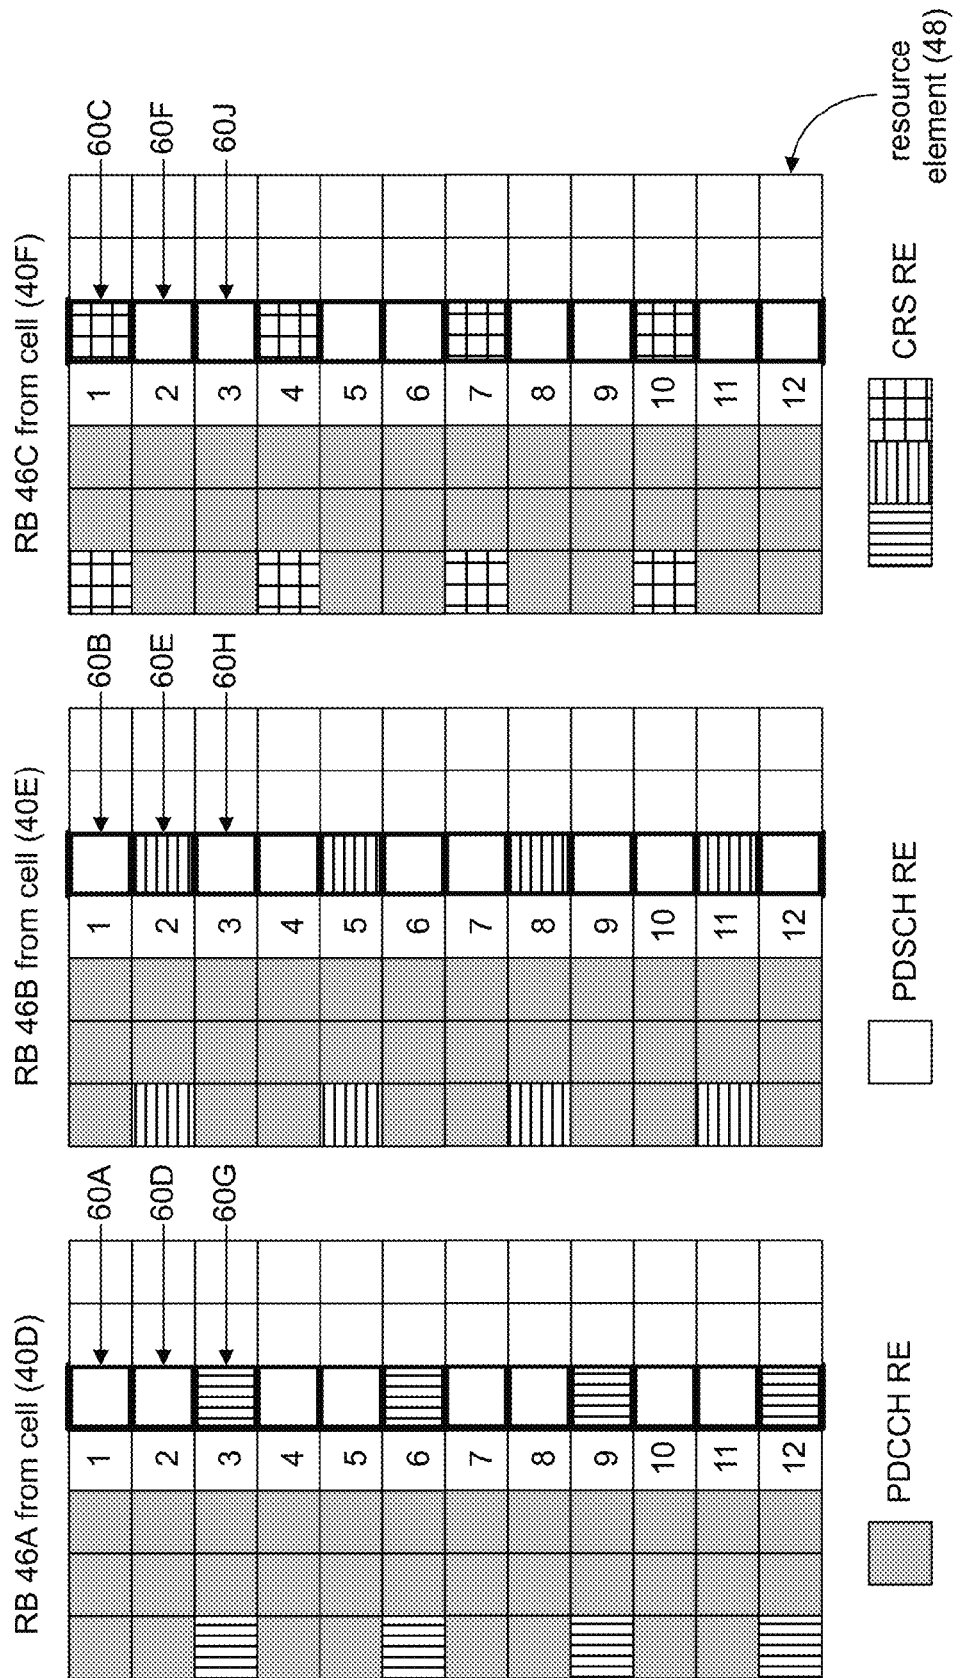 RB 46A from cell (40D)
1
60A
2
60D
3
60G
4
5
6
7
8
9
10
11
12
RB 46B from cell (40E)
1
60B
2
60E
3
60H
4
5
6
7
8
9
10
11
12
RB 46C from cell (40F)
1
60C
2
60F
3
60J
4
5
6
7
8
9
10
11
12
PDCCH RE
PDSCH RE
CRS RE
resource
element (48)